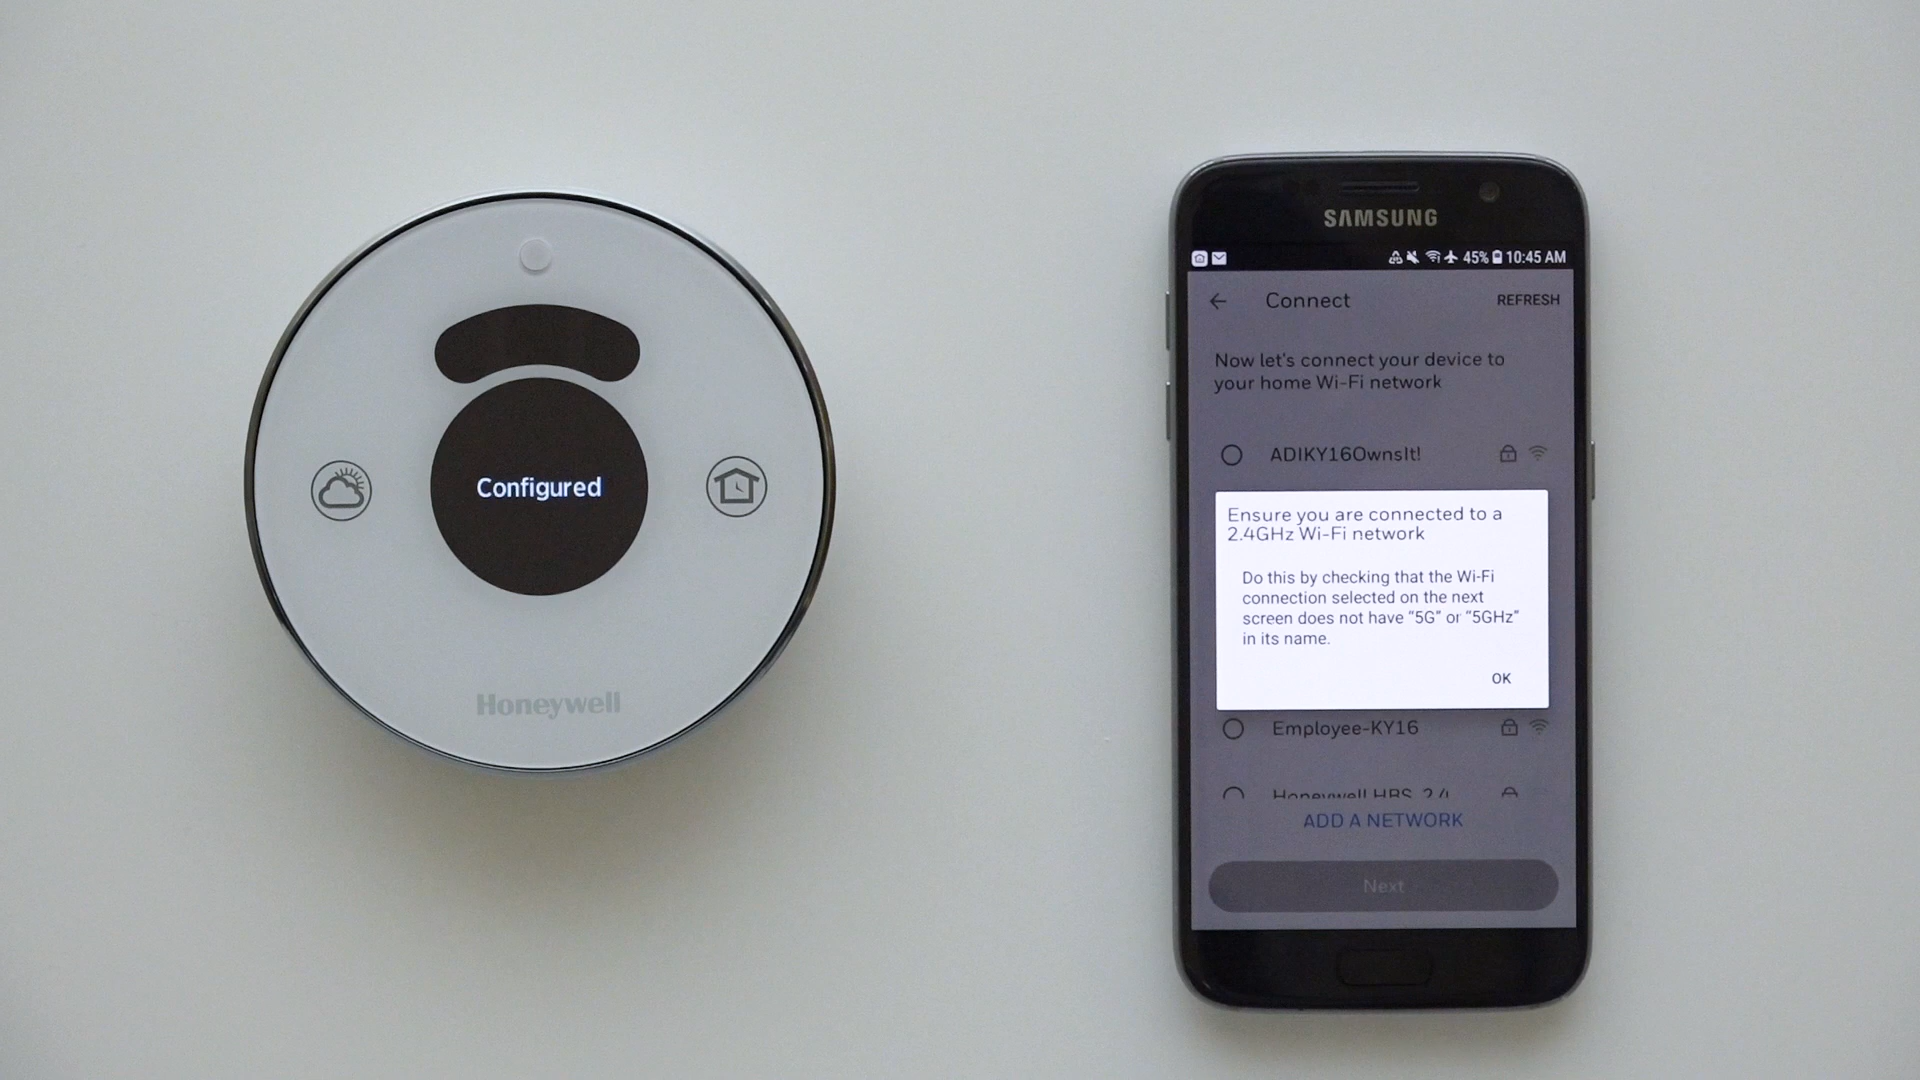 Configured
Honeywell
SAMSUNG
45% 10:45 AM
Connect REFRESH
Now let's connect your device to
your home Wi-Fi network
ADIKY16OwnsIt!
Ensure you are connected to a
2.4GHz Wi-Fi network
Do this by checking that the Wi-Fi
connection selected on the next
screen does not have “5G” or “5GHz”
in its name.
OK
Employee-KY16
Honeywell HBS_2.4
ADD A NETWORK
Next